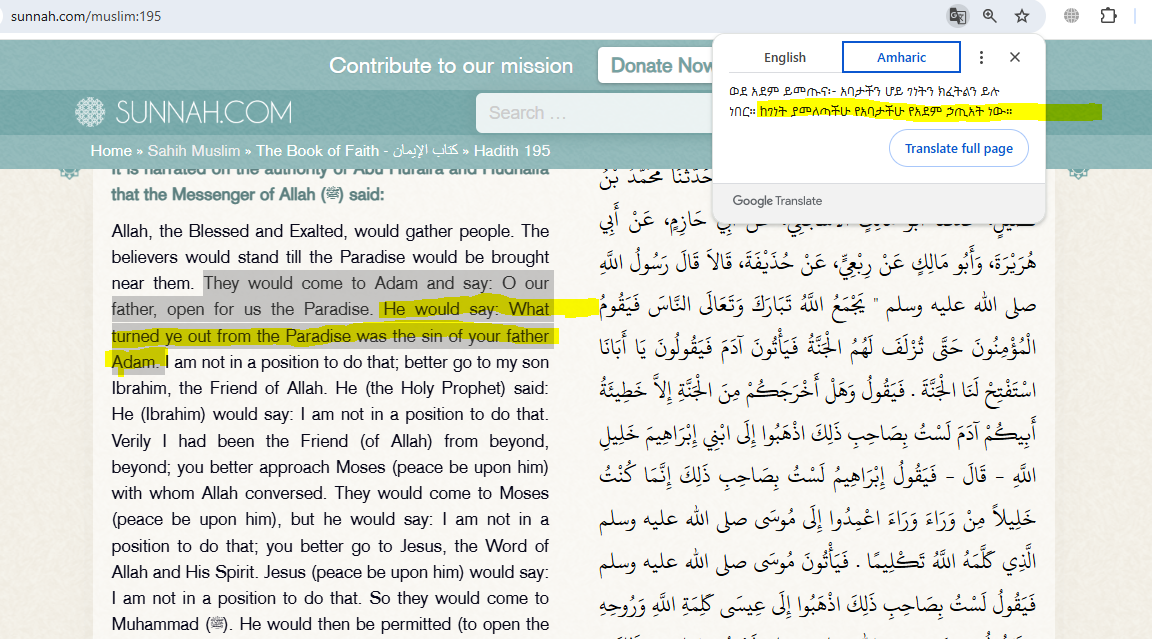 sunnah.com/muslim:195
Contribute to our mission
Donate Now
SUNNAH.COM
Search ...
Home » Sahih Muslim » The Book of Faith - كتاب الإيمان » Hadith 195
English
Amharic
ወደ አደም ይመጡና፡- አባታችን ሆይ ገነትን ክፈትልን ይሉ
ነበር። ከገነት ያመለጣችሁ የአባታችሁ የአደም ኃጢአት ነው።
Translate full page
Google Translate
It is narrated on the authority of Abu Huraira and Hudhaifa
that the Messenger of Allah (ﷺ) said:
Allah, the Blessed and Exalted, would gather people. The
believers would stand till the Paradise would be brought
near them. They would come to Adam and say: O our
father, open for us the Paradise. He would say: What
turned ye out from the Paradise was the sin of your father
Adam. I am not in a position to do that; better go to my son
Ibrahim, the Friend of Allah. He (the Holy Prophet) said:
He (Ibrahim) would say: I am not in a position to do that.
Verily I had been the Friend (of Allah) from beyond,
beyond; you better approach Moses (peace be upon him)
with whom Allah conversed. They would come to Moses
(peace be upon him), but he would say: I am not in a
position to do that; you better go to Jesus, the Word of
Allah and His Spirit. Jesus (peace be upon him) would say:
I am not in a position to do that. So they would come to
Muhammad (ﷺ). He would then be permitted (to open the
حَدَّثَنَا مُحَمَّدُ بْنُ
حَازِمٍ، عَنْ أَبِي
هُرَيْرَةَ، وَأَبُو مَالِكٍ عَنْ رِبْعِيٍّ، عَنْ حُذَيْفَةَ، قَالاَ قَالَ رَسُولُ اللَّهِ
صلى الله عليه وسلم " يَجْمَعُ اللَّهُ تَبَارَكَ وَتَعَالَى النَّاسَ فَيَقُومُ
الْمُؤْمِنُونَ حَتَّى تُزْلَفَ لَهُمُ الْجَنَّةُ فَيَأْتُونَ آدَمَ فَيَقُولُونَ يَا أَبَانَا
اسْتَفْتِحْ لَنَا الْجَنَّةَ . فَيَقُولُ وَهَلْ أَخْرَجَكُمْ مِنَ الْجَنَّةِ إِلاَّ خَطِيئَةُ
أَبِيكُمْ آدَمَ لَسْتُ بِصَاحِبِ ذَلِكَ اذْهَبُوا إِلَى ابْنِي إِبْرَاهِيمَ خَلِيلِ
اللَّهِ - قَالَ - فَيَقُولُ إِبْرَاهِيمُ لَسْتُ بِصَاحِبِ ذَلِكَ إِنَّمَا كُنْتُ
خَلِيلاً مِنْ وَرَاءَ وَرَاءَ اعْمِدُوا إِلَى مُوسَى صلى الله عليه وسلم
الَّذِي كَلَّمَهُ اللَّهُ تَكْلِيمًا . فَيَأْتُونَ مُوسَى صلى الله عليه وسلم
فَيَقُولُ لَسْتُ بِصَاحِبِ ذَلِكَ اذْهَبُوا إِلَى عِيسَى كَلِمَةِ اللَّهِ وَرُوحِهِ